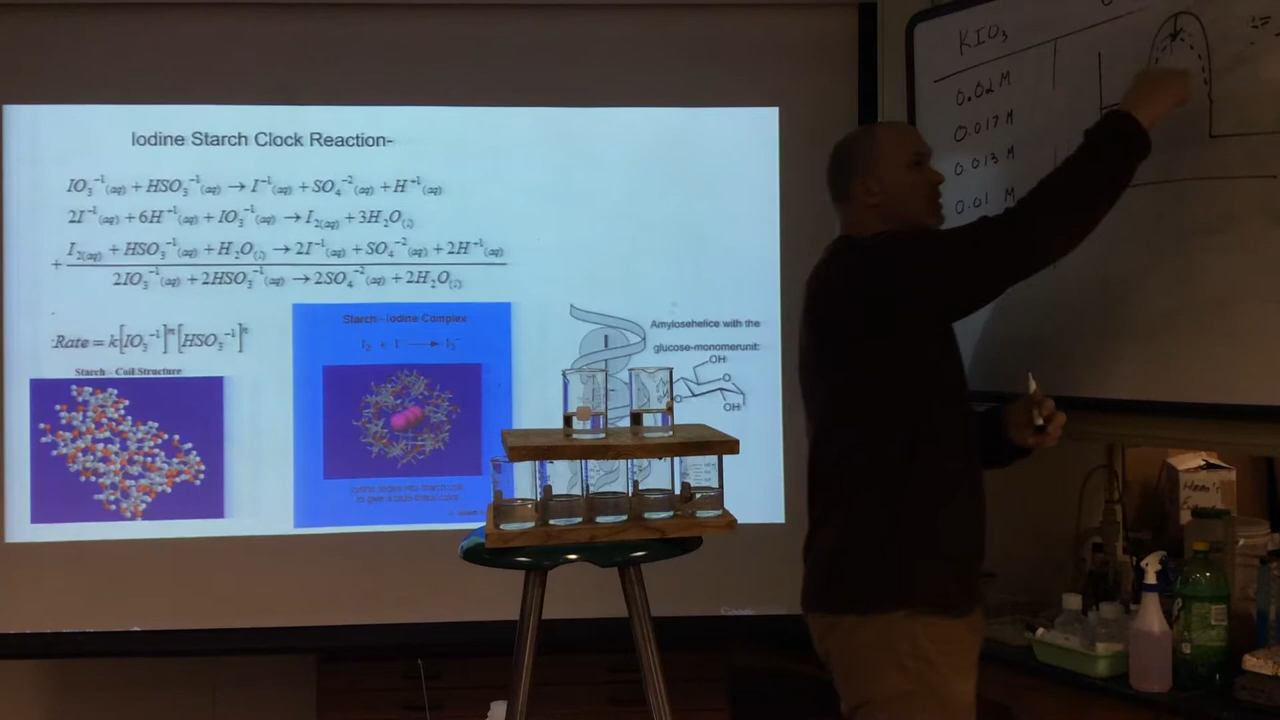 Iodine Starch Clock Reaction-
IO₃⁻¹(aq) + HSO₃⁻¹(aq) → I⁻¹(aq) + SO₄⁻²(aq) + H⁺¹(aq)
2I⁻¹(aq) + 6H⁺¹(aq) + IO₃⁻¹(aq) → I₂(aq) + 3H₂O(l)
+ I₂(aq) + HSO₃⁻¹(aq) + H₂O(l) → 2I⁻¹(aq) + SO₄⁻²(aq) + 2H⁺¹(aq)
2IO₃⁻¹(aq) + 2HSO₃⁻¹(aq) → 2SO₄⁻²(aq) + 2H₂O(l)
Rate = k[IO₃⁻¹]ᵐ[HSO₃⁻¹]ⁿ
Starch – Coil Structure
Starch - Iodine Complex
I₂ + I⁻ → I₃⁻
Amylosehelice with the
glucose-monomerunit:
OH
O
O
OH
KIO₃
0.02 M
0.017 M
0.013 M
0.01 M